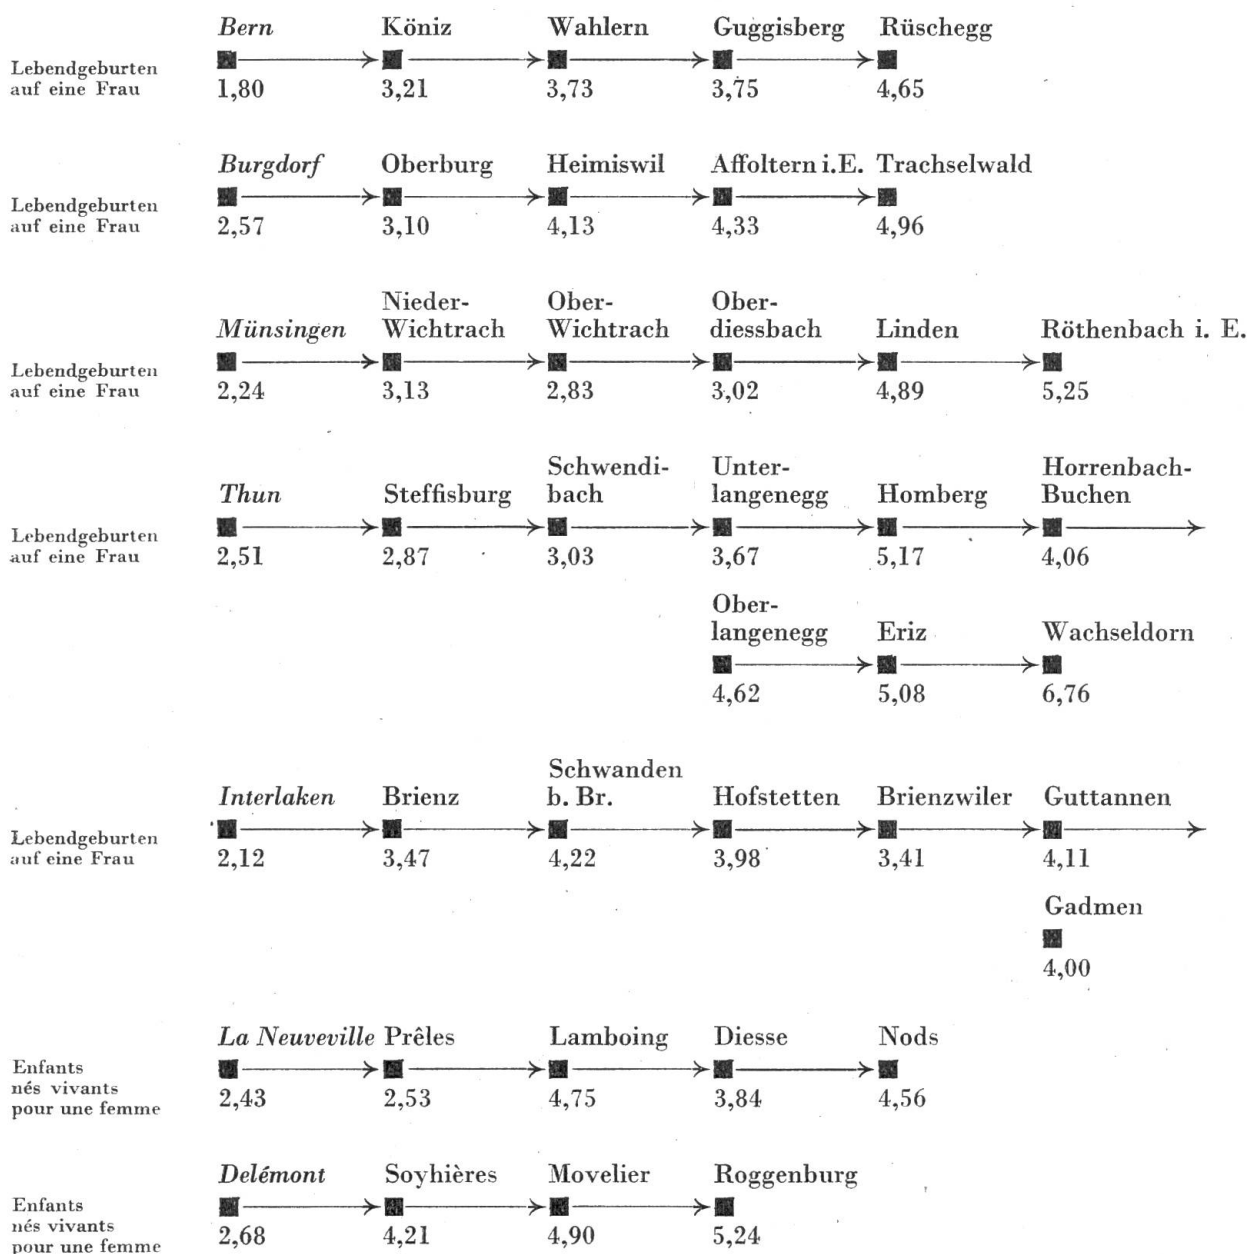 Bern Köniz Wahlern Guggisberg Rüschegg
Lebendgeburten
auf eine Frau 1,80 3,21 3,73 3,75 4,65
Burgdorf Oberburg Heimiswil Affoltern i.E. Trachselwald
Lebendgeburten
auf eine Frau 2,57 3,10 4,13 4,33 4,96
Nieder- Ober- Ober-
Münsingen Wichtrach Wichtrach diessbach Linden Röthenbach i. E.
Lebendgeburten
auf eine Frau 2,24 3,13 2,83 3,02 4,89 5,25
Schwendi- Unter- Horrenbach-
Thun Steffisburg bach langenegg Homberg Buchen
Lebendgeburten
auf eine Frau 2,51 2,87 3,03 3,67 5,17 4,06
Ober-
langenegg Eriz Wachseldorn
4,62 5,08 6,76
Schwanden
Interlaken Brienz b. Br. Hofstetten Brienzwiler Guttannen
Lebendgeburten
auf eine Frau 2,12 3,47 4,22 3,98 3,41 4,11
Gadmen
4,00
La Neuveville Prêles Lamboing Diesse Nods
Enfants
nés vivants
pour une femme 2,43 2,53 4,75 3,84 4,56
Delémont Soyhières Movelier Roggenburg
Enfants
nés vivants
pour une femme 2,68 4,21 4,90 5,24